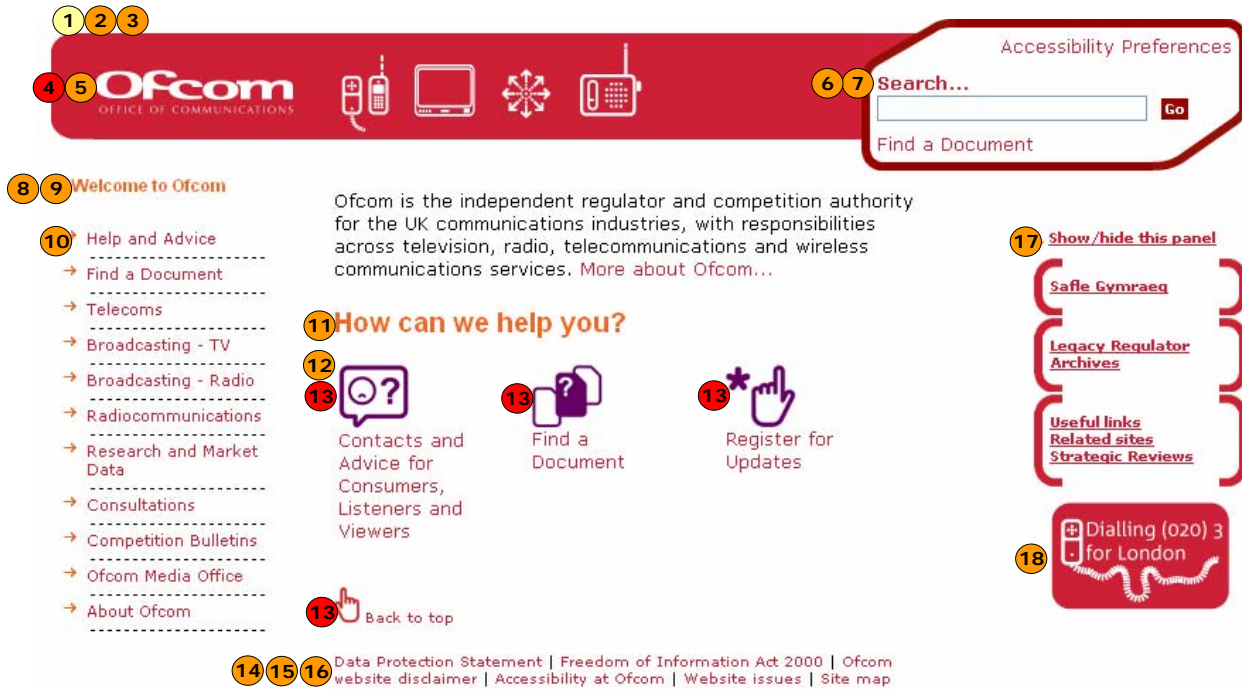 1 2 3
Accessibility Preferences
4 5 Ofcom
OFFICE OF COMMUNICATIONS
6 7 Search...
Go
Find a Document
8 9 Welcome to Ofcom
10 Help and Advice
Find a Document
Telecoms
Broadcasting - TV
Broadcasting - Radio
Radiocommunications
Research and Market
Data
Consultations
Competition Bulletins
Ofcom Media Office
About Ofcom
Ofcom is the independent regulator and competition authority
for the UK communications industries, with responsibilities
across television, radio, telecommunications and wireless
communications services. More about Ofcom...
11 How can we help you?
12
13 ?
Contacts and
Advice for
Consumers,
Listeners and
Viewers
13 ?
Find a
Document
13 *
Register for
Updates
13 Back to top
17 Show/hide this panel
Safle Gymraeg
Legacy Regulator
Archives
Useful links
Related sites
Strategic Reviews
18
Dialling (020) 3
for London
14 15 16
Data Protection Statement | Freedom of Information Act 2000 | Ofcom
website disclaimer | Accessibility at Ofcom | Website issues | Site map